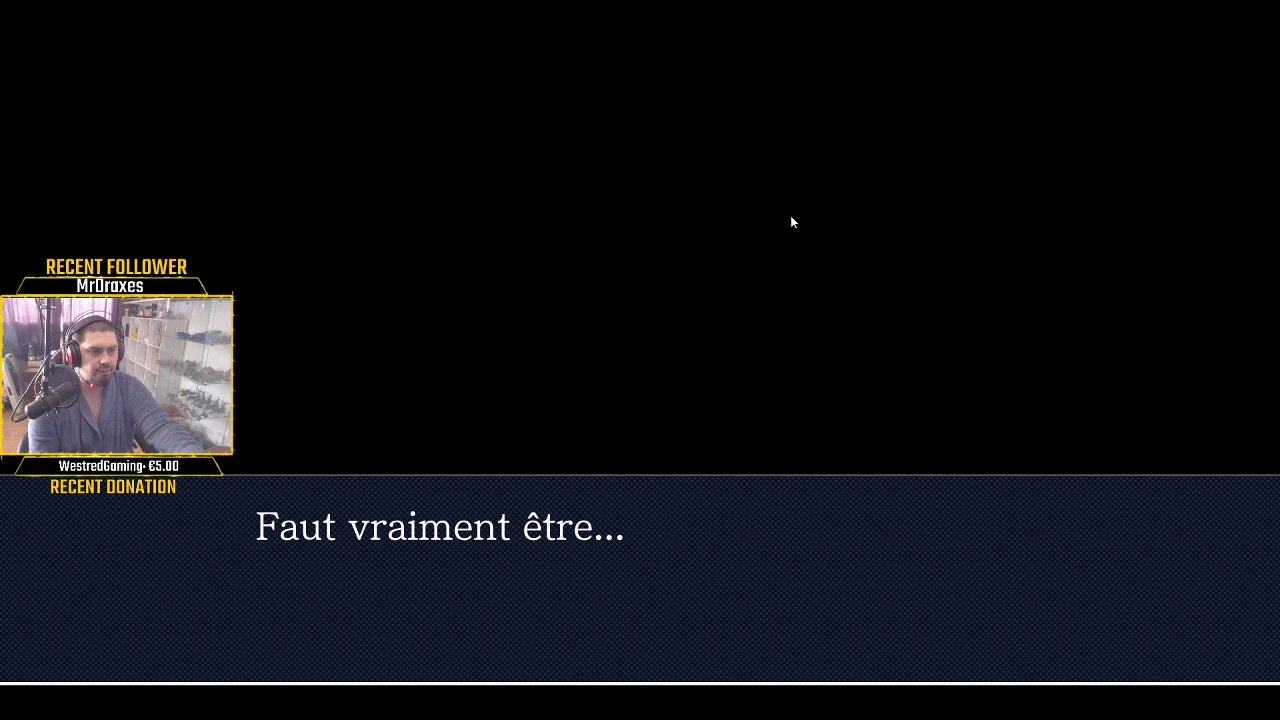 RECENT FOLLOWER
MrDraxes
WestredGaming• €5.00
RECENT DONATION
Faut vraiment être...